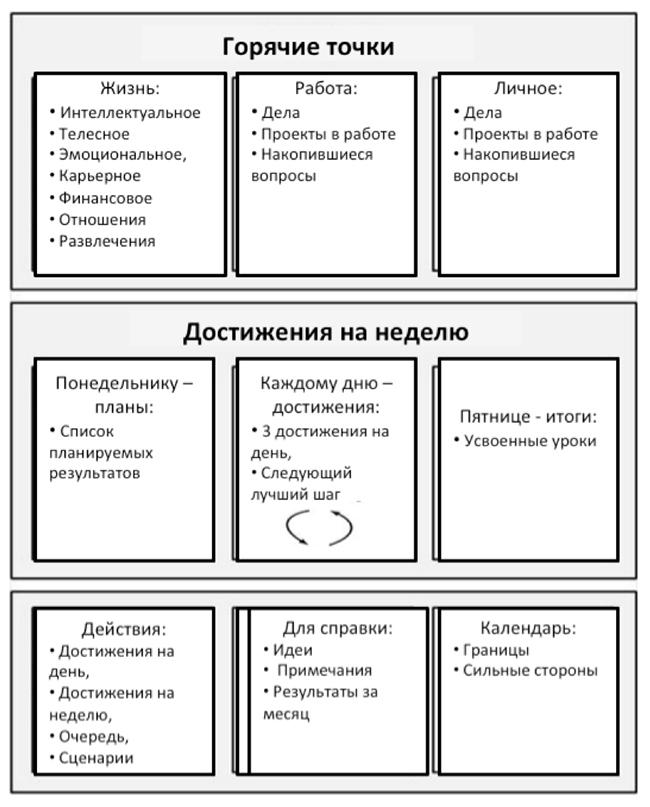 Горячие точки
Жизнь:
• Интеллектуальное
• Телесное
• Эмоциональное,
• Карьерное
• Финансовое
• Отношения
• Развлечения
Работа:
• Дела
• Проекты в работе
• Накопившиеся
вопросы
Личное:
• Дела
• Проекты в работе
• Накопившиеся
вопросы
Достижения на неделю
Понедельнику –
планы:
• Список
планируемых
результатов
Каждому дню –
достижения:
• 3 достижения на
день,
• Следующий
лучший шаг
Пятнице - итоги:
• Усвоенные уроки
Действия:
• Достижения на
день,
• Достижения на
неделю,
• Очередь,
• Сценарии
Для справки:
• Идеи
• Примечания
• Результаты за
месяц
Календарь:
• Границы
• Сильные стороны